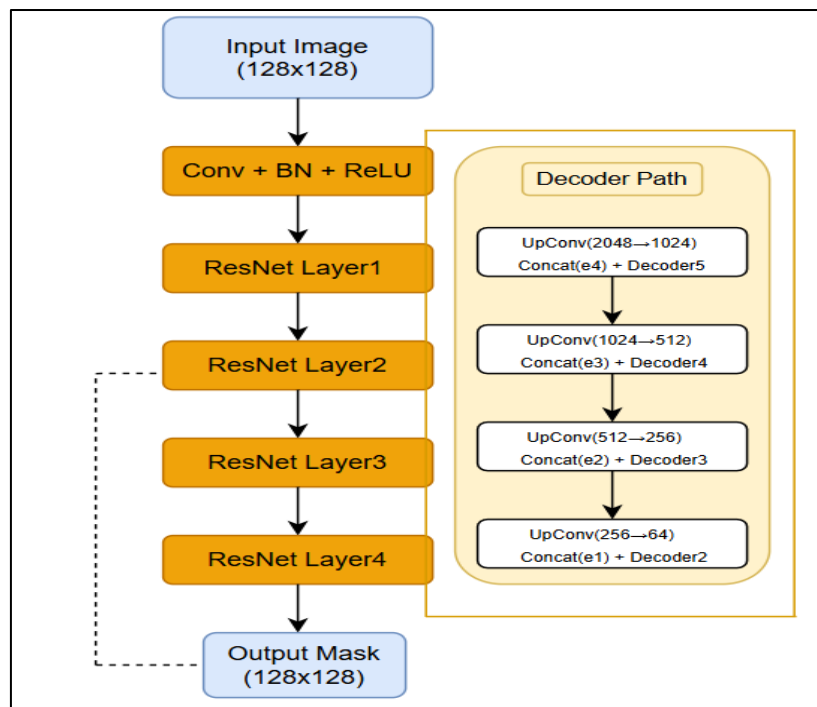 Input Image
(128x128)
Conv + BN + ReLU
ResNet Layer1
ResNet Layer2
ResNet Layer3
ResNet Layer4
Output Mask
(128x128)
Decoder Path
UpConv(2048→1024)
Concat(e4) + Decoder5
UpConv(1024→512)
Concat(e3) + Decoder4
UpConv(512→256)
Concat(e2) + Decoder3
UpConv(256→64)
Concat(e1) + Decoder2